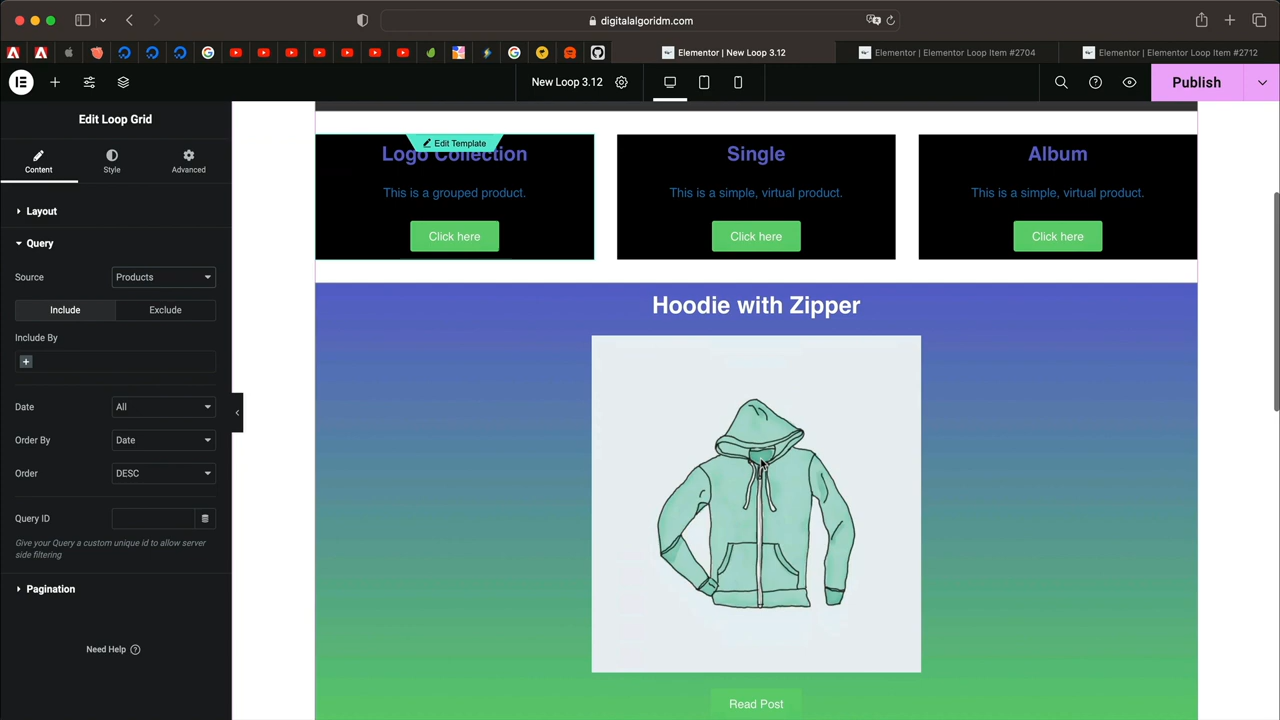 digitalalgoridm.com
Elementor | New Loop 3.12
Elementor | Elementor Loop Item #2704
Elementor | Elementor Loop Item #2712
New Loop 3.12
Publish
Edit Loop Grid
Content
Style
Advanced
Layout
Query
Source
Products
Include
Exclude
Include By
Date
All
Order By
Date
Order
DESC
Query ID
Give your Query a custom unique id to allow server
side filtering
Pagination
Need Help
Edit Template
Logo Collection
This is a grouped product.
Click here
Single
This is a simple, virtual product.
Click here
Album
This is a simple, virtual product.
Click here
Hoodie with Zipper
Read Post